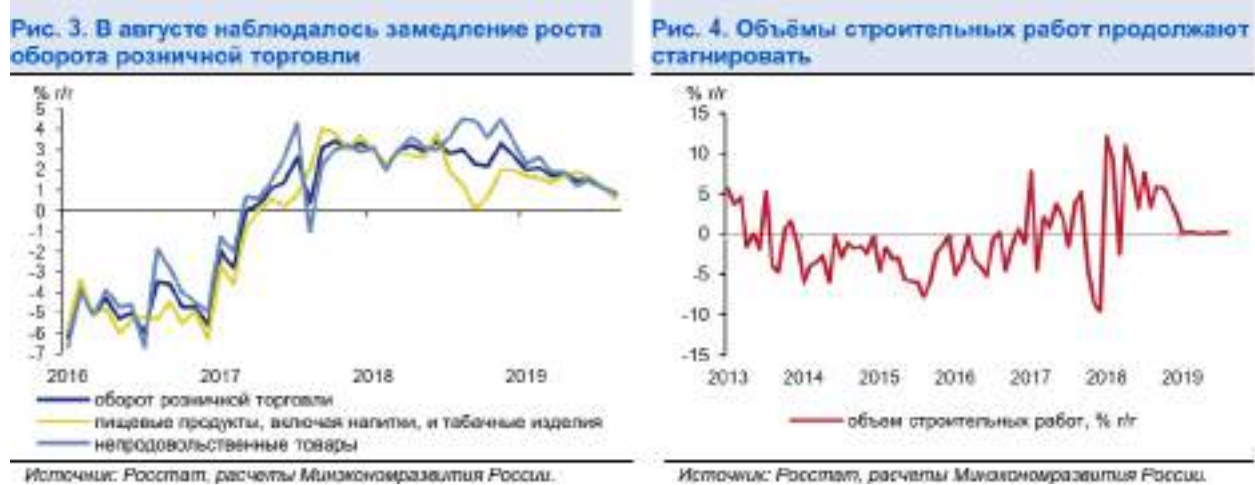 Рис. 3. В августе наблюдалось замедление роста
оборота розничной торговли
% г/г
5
4
3
2
1
0
-1
-2
-3
-4
-5
-6
-7
2016 2017 2018 2019
оборот розничной торговли
пищевые продукты, включая напитки, и табачные изделия
непродовольственные товары
Источник: Росстат, расчеты Минэкономразвития России.
Рис. 4. Объёмы строительных работ продолжают
стагнировать
% г/г
15
10
5
0
-5
-10
-15
2013 2014 2015 2016 2017 2018 2019
объем строительных работ, % г/г
Источник: Росстат, расчеты Минэкономразвития России.